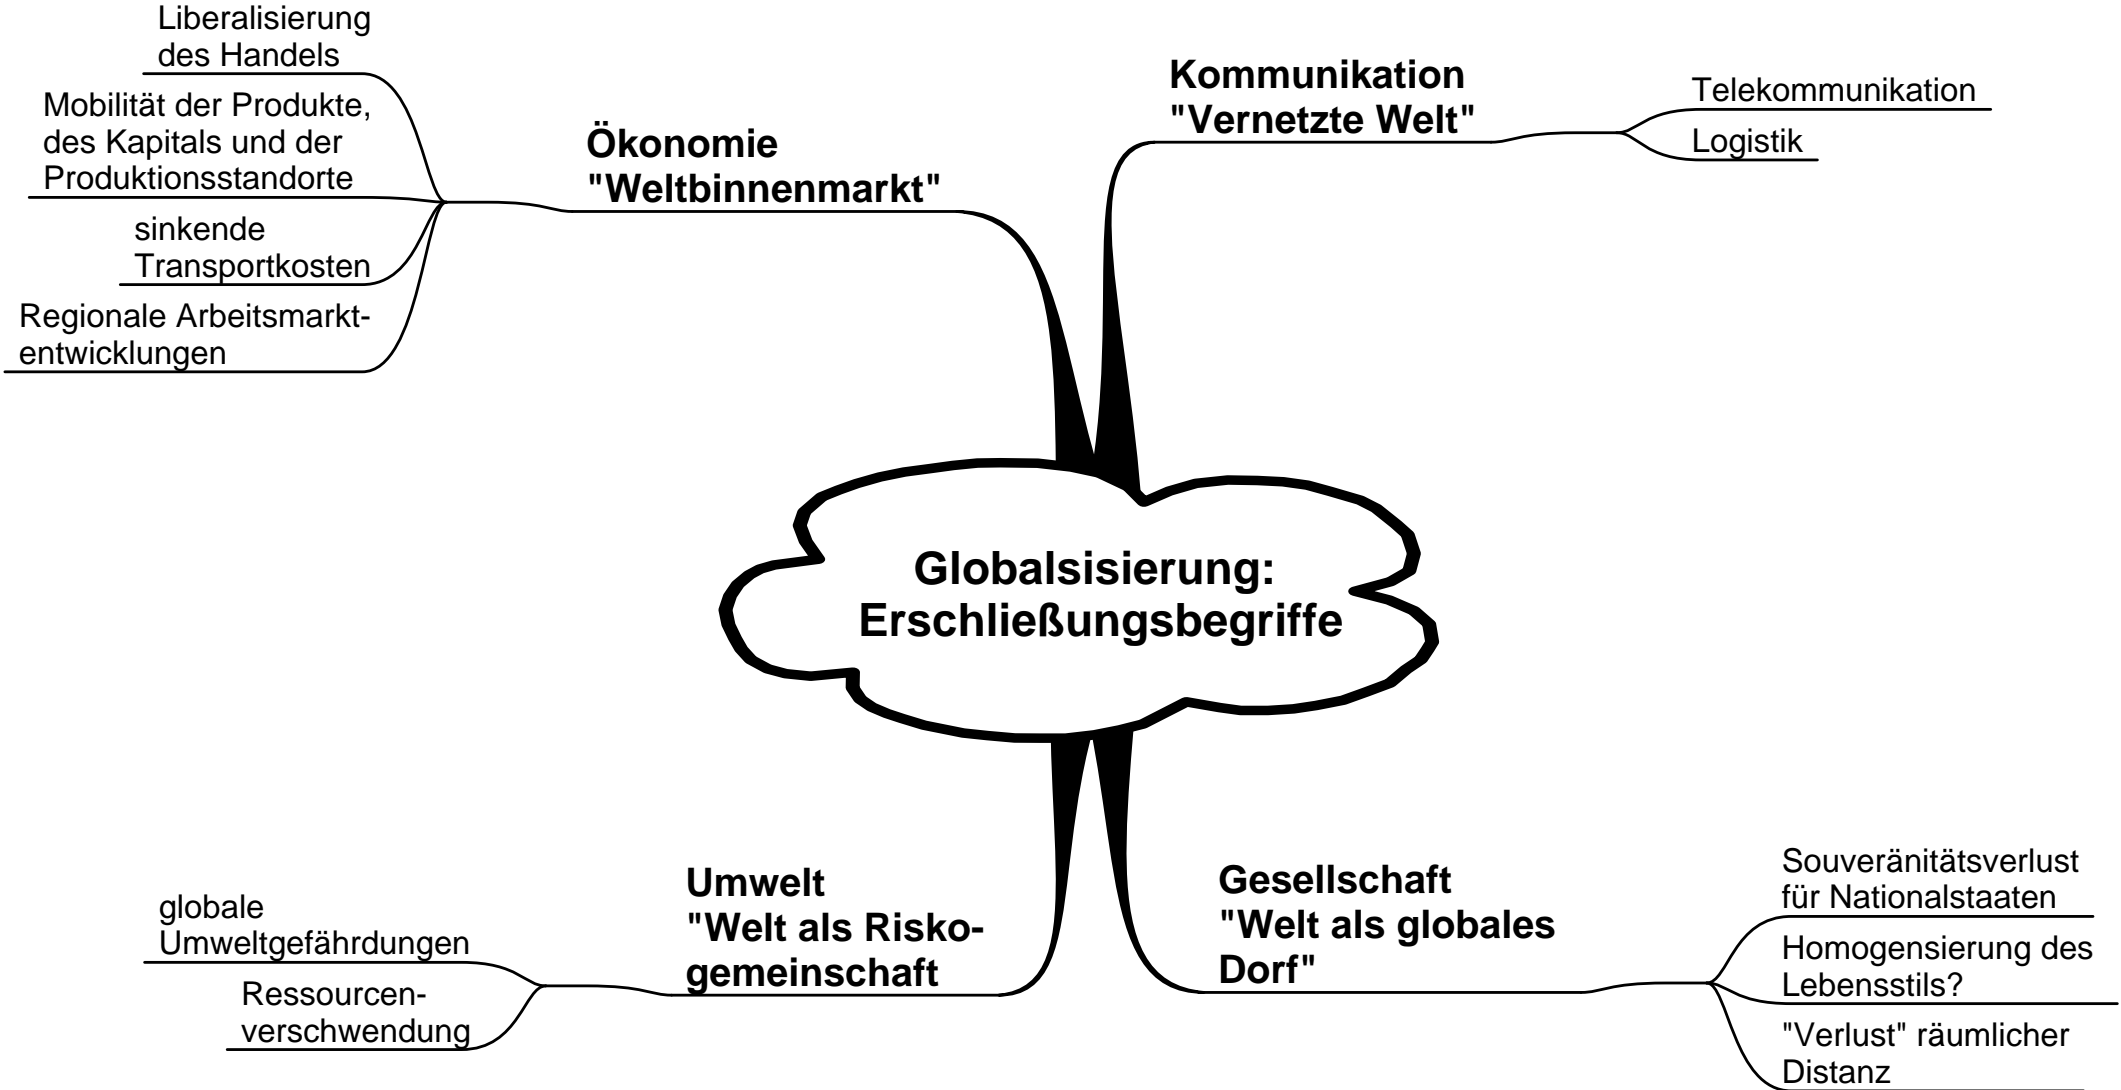 Liberalisierung
des Handels
Mobilität der Produkte,
des Kapitals und der
Produktionsstandorte
sinkende
Transportkosten
Regionale Arbeitsmarkt-
entwicklungen
Ökonomie
"Weltbinnenmarkt"
Kommunikation
"Vernetzte Welt"
Telekommunikation
Logistik
Globalsisierung:
Erschließungsbegriffe
globale
Umweltgefährdungen
Ressourcen-
verschwendung
Umwelt
"Welt als Risko-
gemeinschaft
Gesellschaft
"Welt als globales
Dorf"
Souveränitätsverlust
für Nationalstaaten
Homogensierung des
Lebensstils?
"Verlust" räumlicher
Distanz